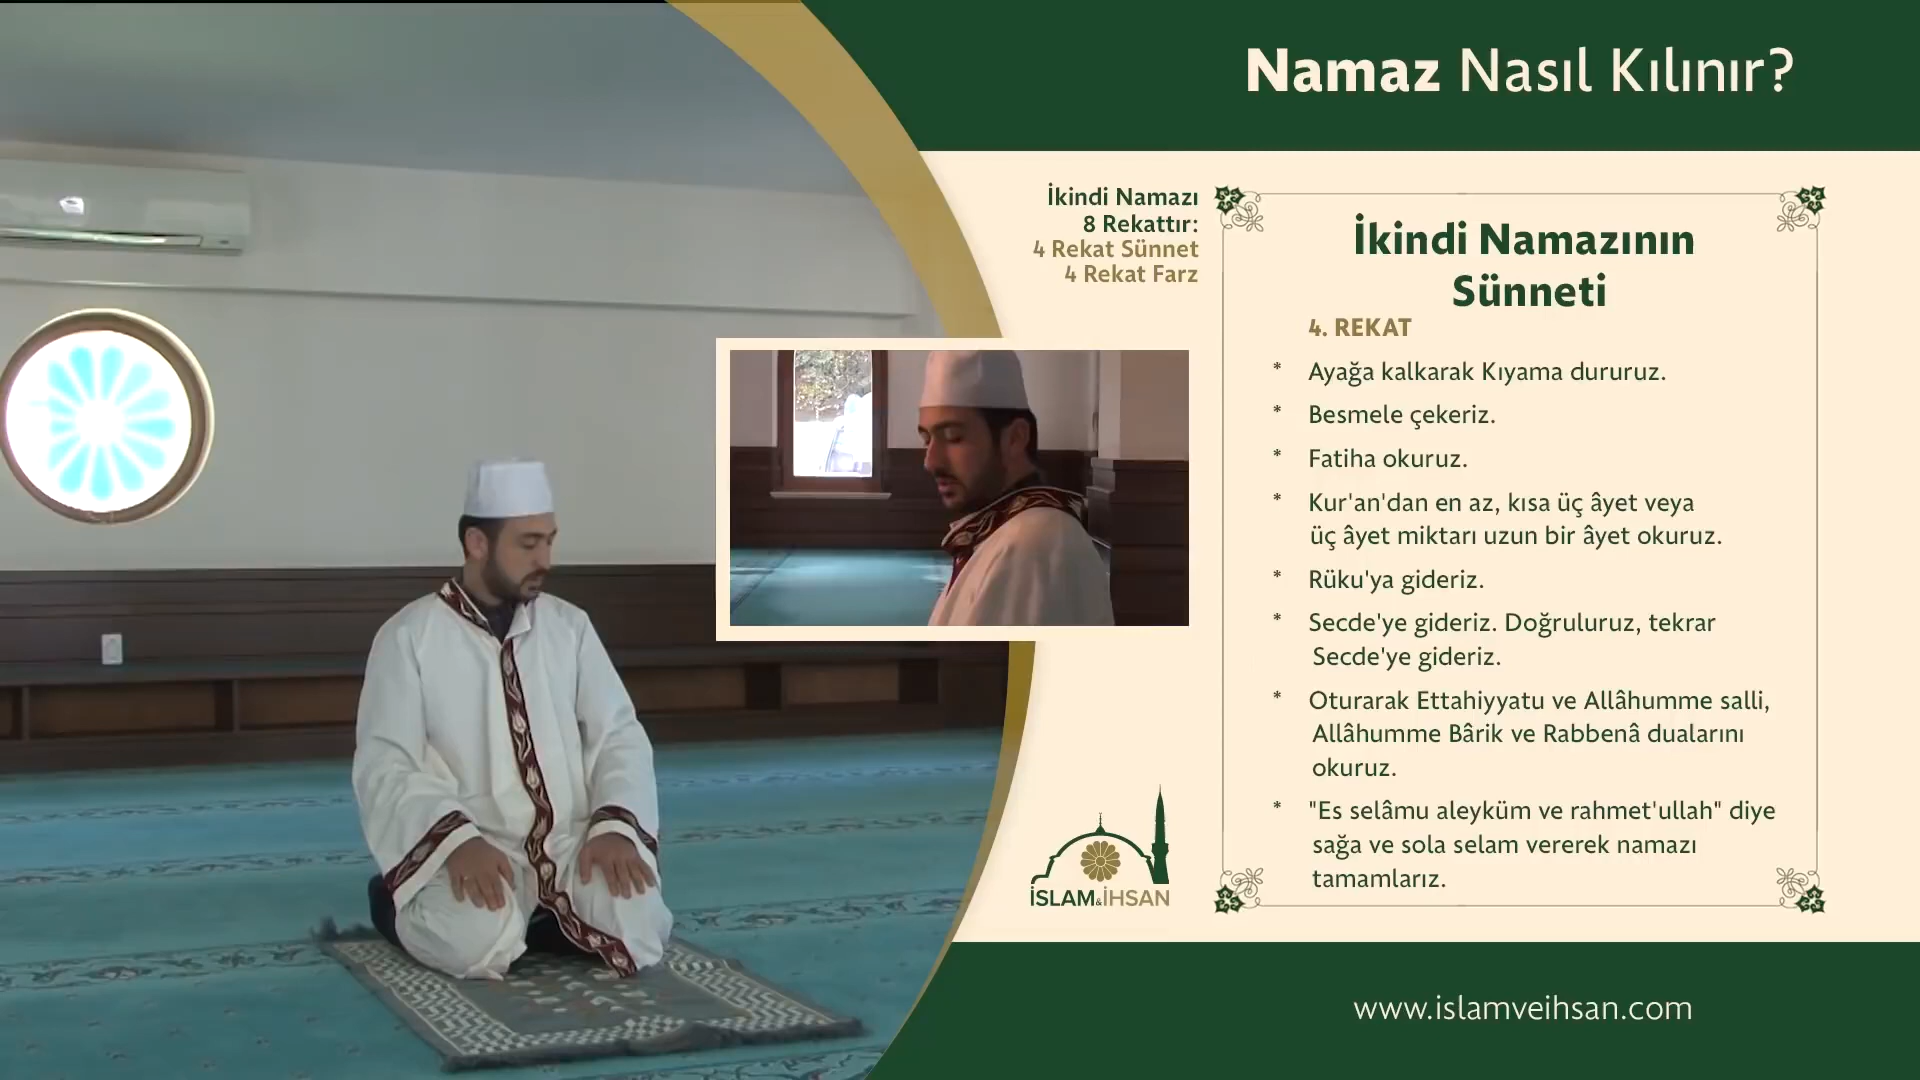 Namaz Nasıl Kılınır?
İkindi Namazı
8 Rekattır:
4 Rekat Sünnet
4 Rekat Farz
İkindi Namazının
Sünneti
4. REKAT
* Ayağa kalkarak Kıyama dururuz.
* Besmele çekeriz.
* Fatiha okuruz.
* Kur'an'dan en az, kısa üç âyet veya
üç âyet miktarı uzun bir âyet okuruz.
* Rüku'ya gideriz.
* Secde'ye gideriz. Doğruluruz, tekrar
Secde'ye gideriz.
* Oturarak Ettahiyyatu ve Allâhumme salli,
Allâhumme Bârik ve Rabbenâ dualarını
okuruz.
* "Es selâmu aleyküm ve rahmet'ullah" diye
sağa ve sola selam vererek namazı
tamamlarız.
İSLAM&İHSAN
www.islamveihsan.com